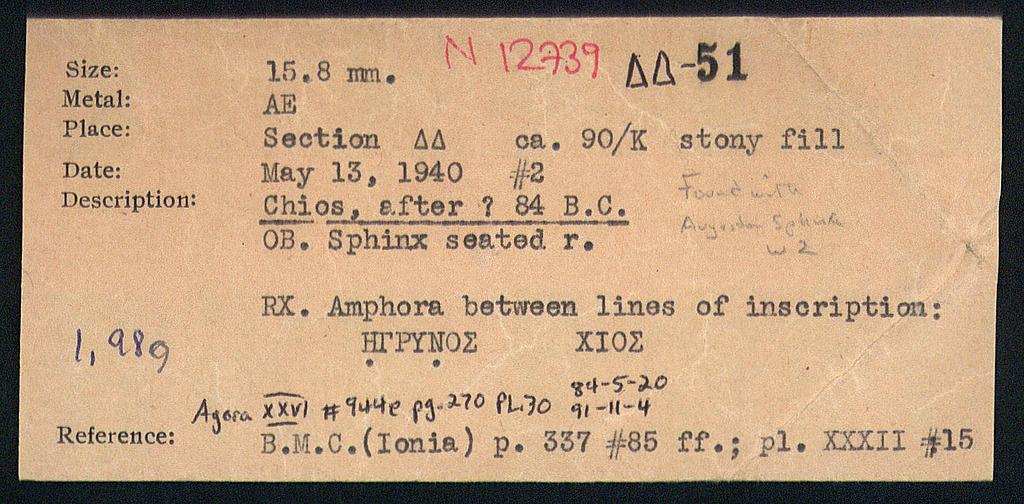 N 12739 ΔΔ-51
Size: 15.8 mm.
Metal: AE
Place: Section ΔΔ ca. 90/K stony fill
Date: May 13, 1940 #2
Description: Chios, after ? 84 B.C.
Found with
OB. Sphinx seated r.
Augustan Sphinx
w 2
RX. Amphora between lines of inscription:
ΗΓΡΥΝΟΣ ΧΙΟΣ
1,989
84-5-20
Agora XXVI #944e pg.270 PL.70 91-11-4
Reference: B.M.C.(Ionia) p. 337 #85 ff.; pl. XXXII #15